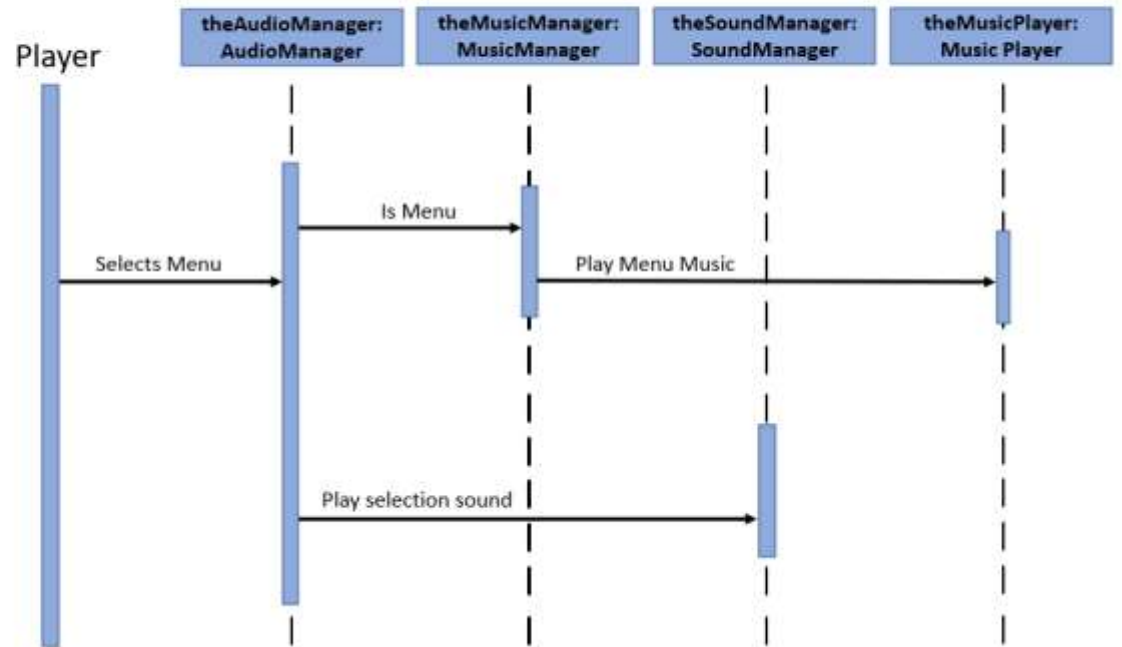 theAudioManager:
AudioManager
theMusicManager:
MusicManager
theSoundManager:
SoundManager
theMusicPlayer:
Music Player
Player
Is Menu
Selects Menu
Play Menu Music
Play selection sound